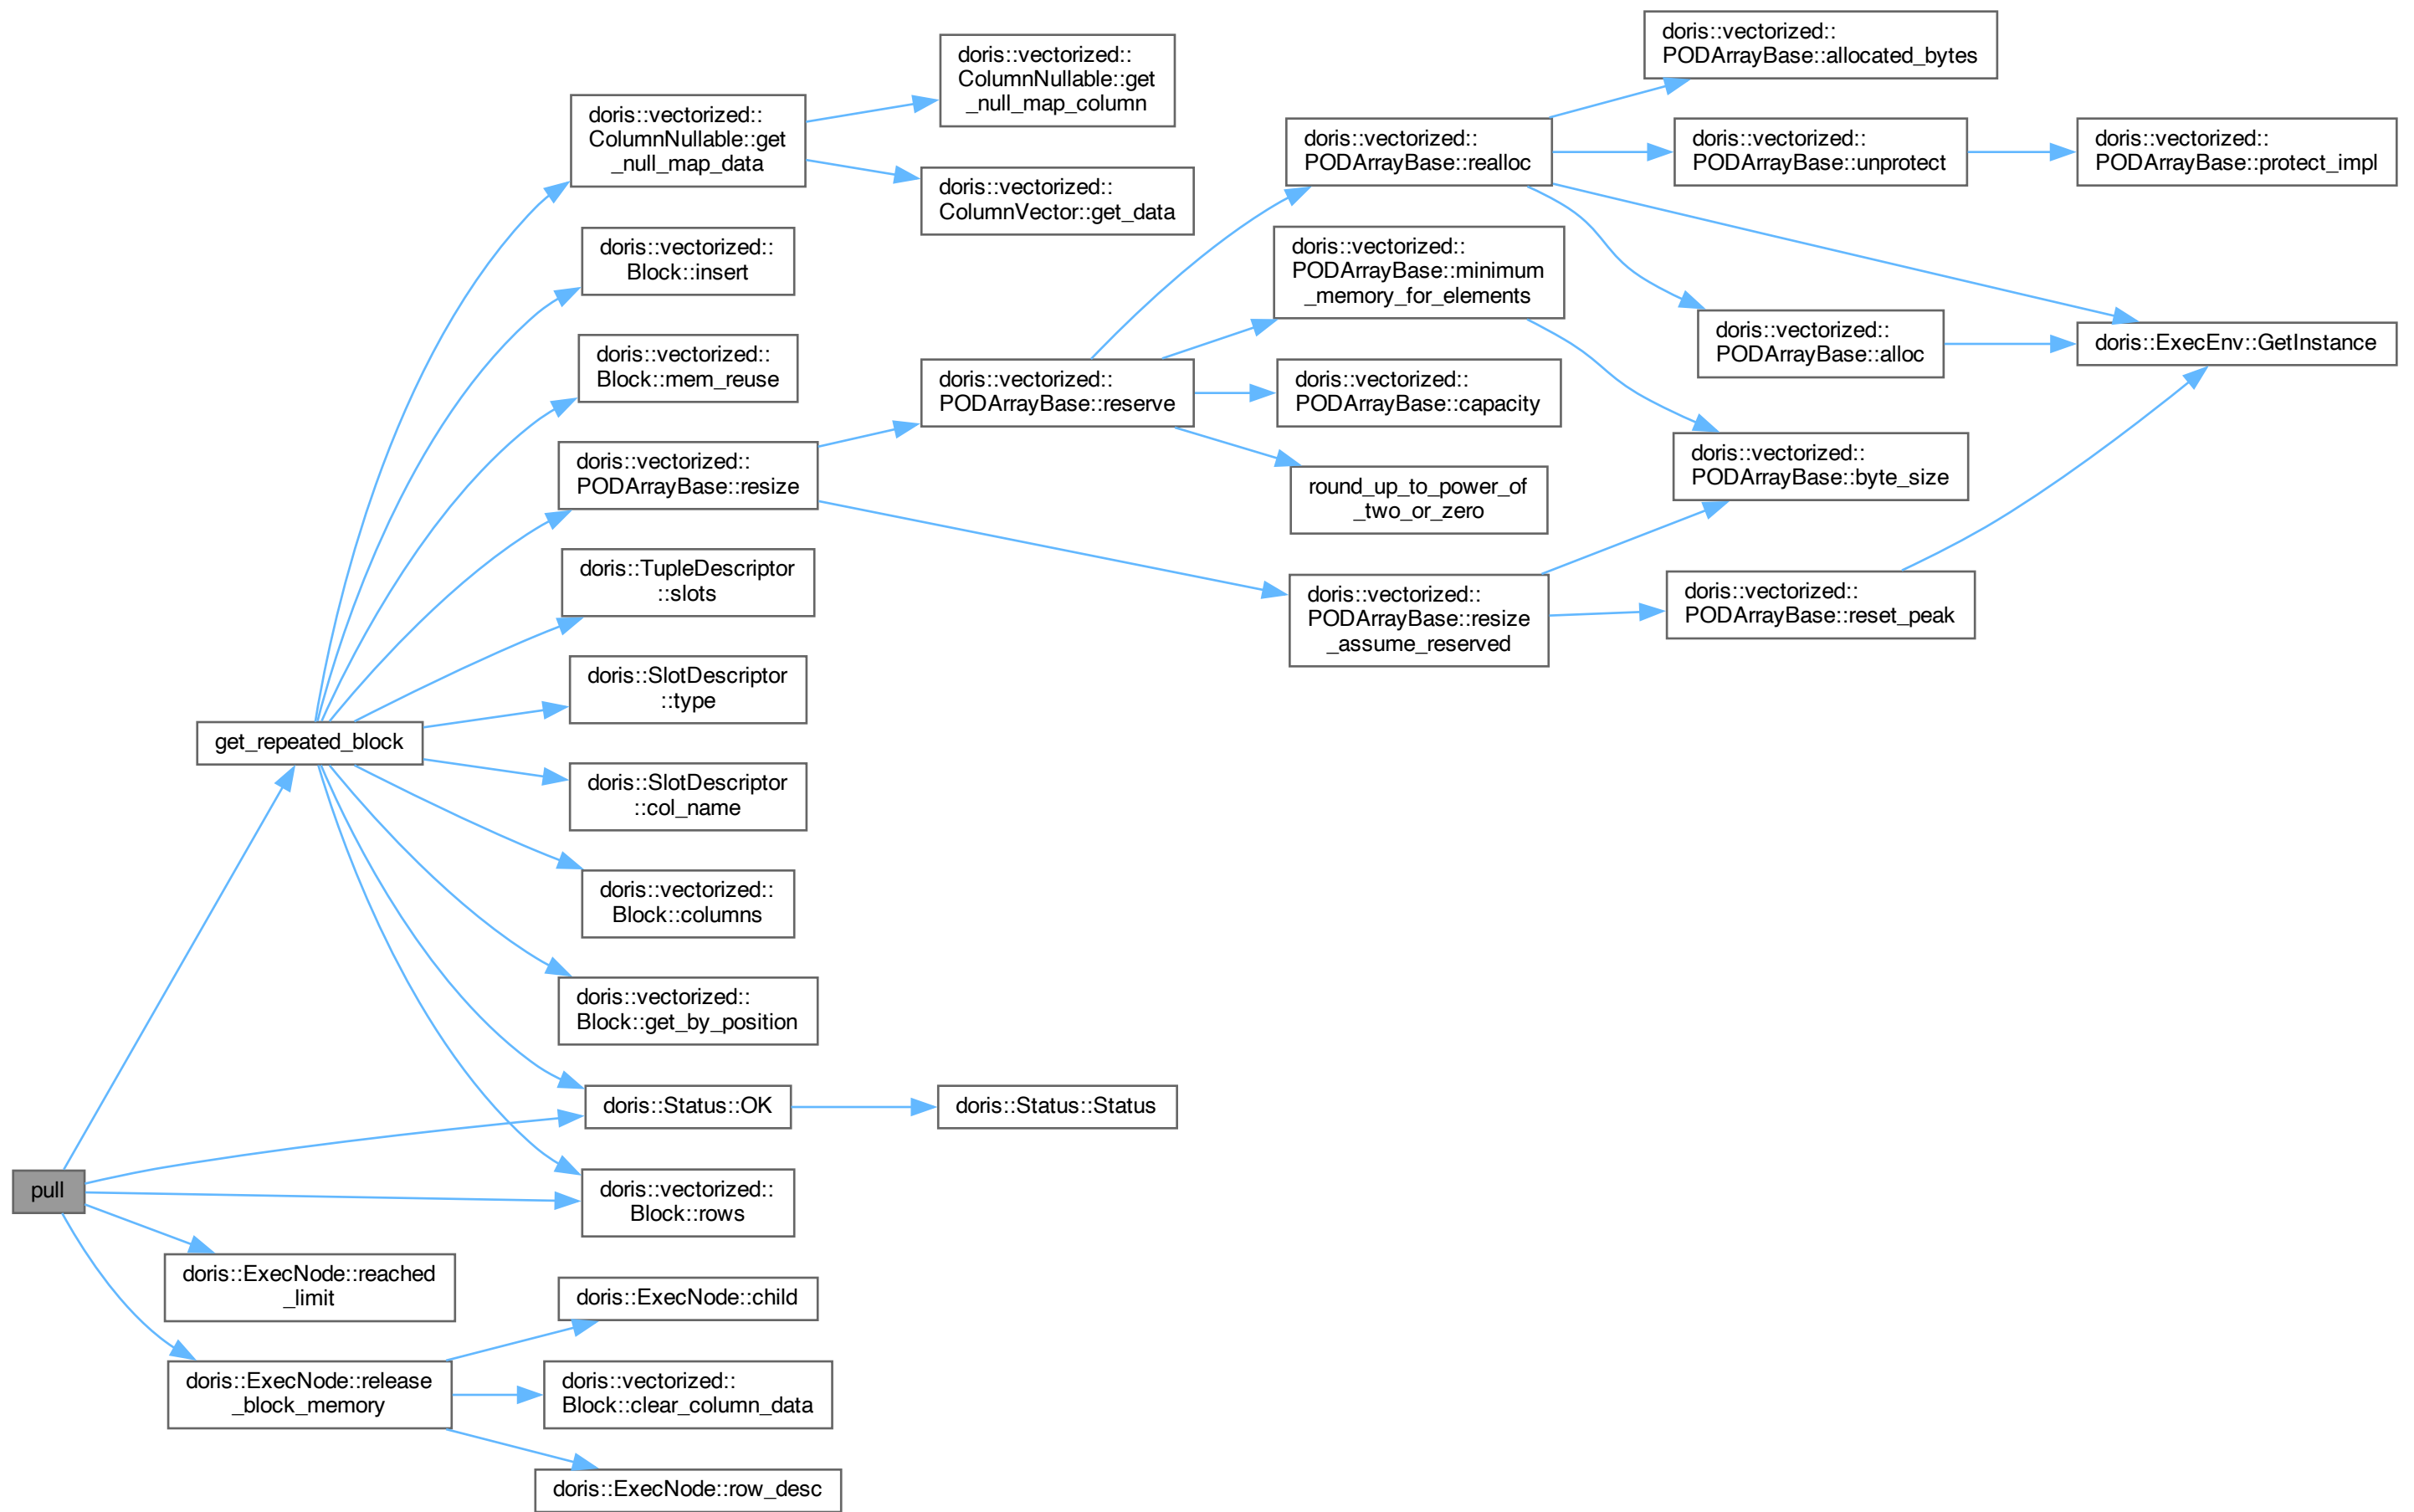 doris::vectorized::
PODArrayBase::allocated_bytes
doris::vectorized::
ColumnNullable::get
_null_map_column
doris::vectorized::
ColumnNullable::get
_null_map_data
doris::vectorized::
PODArrayBase::realloc
doris::vectorized::
PODArrayBase::unprotect
doris::vectorized::
PODArrayBase::protect_impl
doris::vectorized::
ColumnVector::get_data
doris::vectorized::
Block::insert
doris::vectorized::
PODArrayBase::minimum
_memory_for_elements
doris::vectorized::
PODArrayBase::alloc
doris::ExecEnv::GetInstance
doris::vectorized::
Block::mem_reuse
doris::vectorized::
PODArrayBase::reserve
doris::vectorized::
PODArrayBase::capacity
doris::vectorized::
PODArrayBase::byte_size
doris::vectorized::
PODArrayBase::resize
round_up_to_power_of
_two_or_zero
doris::TupleDescriptor
::slots
doris::vectorized::
PODArrayBase::resize
_assume_reserved
doris::vectorized::
PODArrayBase::reset_peak
doris::SlotDescriptor
::type
get_repeated_block
doris::SlotDescriptor
::col_name
doris::vectorized::
Block::columns
doris::vectorized::
Block::get_by_position
doris::Status::OK
doris::Status::Status
pull
doris::vectorized::
Block::rows
doris::ExecNode::reached
_limit
doris::ExecNode::child
doris::ExecNode::release
_block_memory
doris::vectorized::
Block::clear_column_data
doris::ExecNode::row_desc